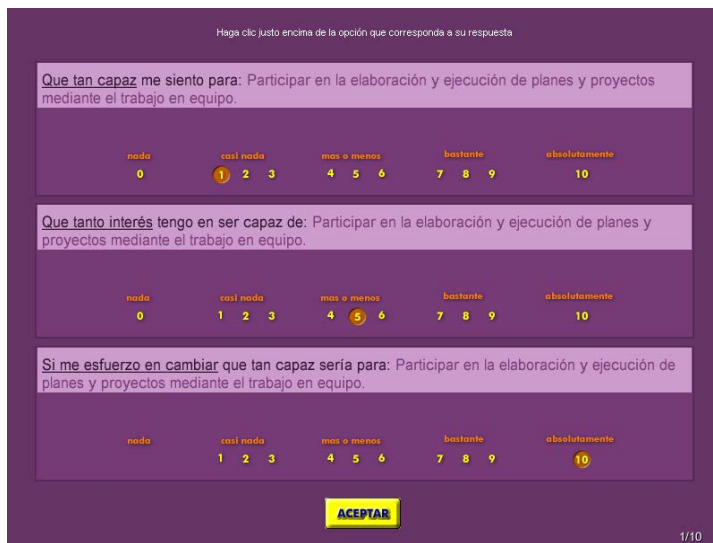 Haga clic justo encima de la opción que corresponda a su respuesta
Que tan capaz me siento para: Participar en la elaboración y ejecución de planes y proyectos
mediante el trabajo en equipo.
nada casi nada mas o menos bastante absolutamente
0 1 2 3 4 5 6 7 8 9 10
Que tanto interés tengo en ser capaz de: Participar en la elaboración y ejecución de planes y
proyectos mediante el trabajo en equipo.
nada casi nada mas o menos bastante absolutamente
0 1 2 3 4 5 6 7 8 9 10
Si me esfuerzo en cambiar que tan capaz sería para: Participar en la elaboración y ejecución de
planes y proyectos mediante el trabajo en equipo.
nada casi nada mas o menos bastante absolutamente
1 2 3 4 5 6 7 8 9 10
ACEPTAR
1/10